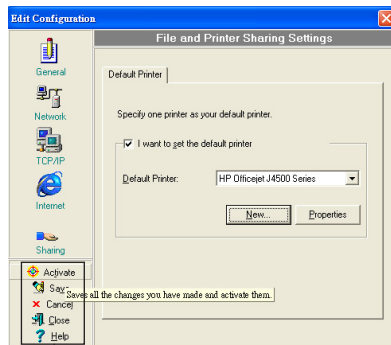 Edit Configuration
File and Printer Sharing Settings
General
Network
TCP/IP
Internet
Sharing
Activate
Save
Cancel
Close
Help
Default Printer
Specify one printer as your default printer.
I want to set the default printer
Default Printer:
HP Officejet J4500 Series
New...
Properties
Saves all the changes you have made and activate them.